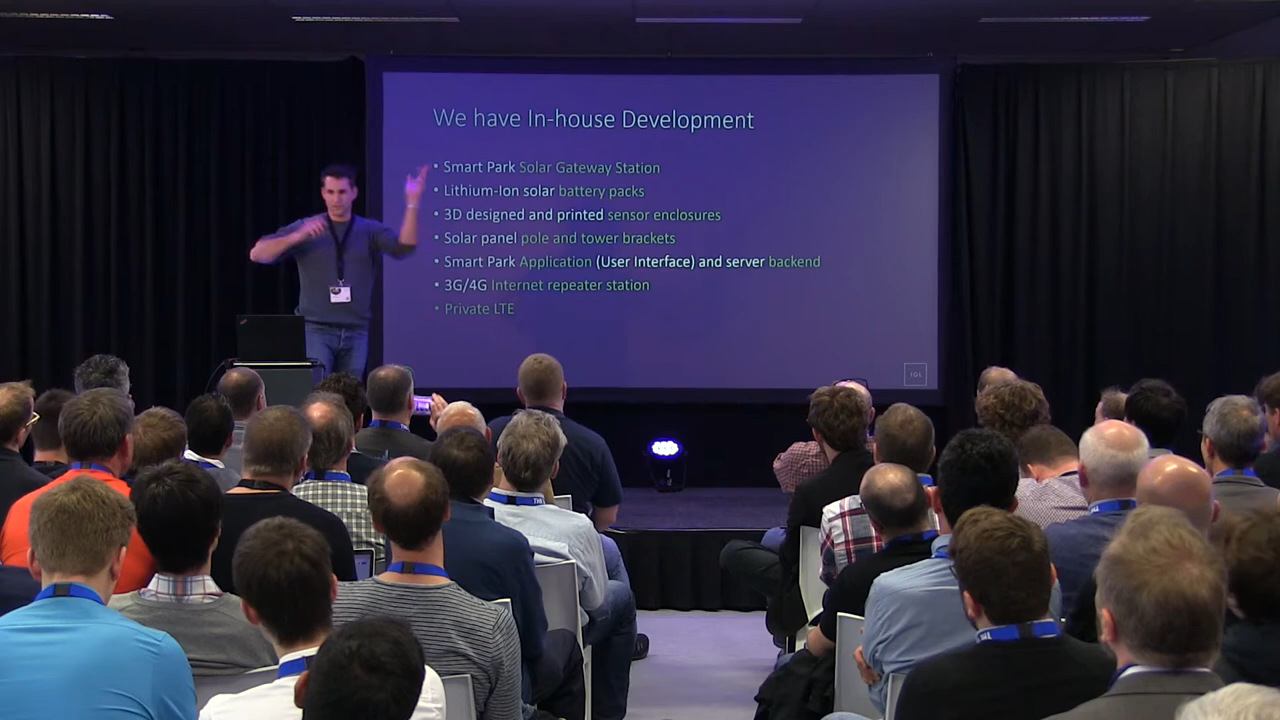 We have In-house Development
• Smart Park Solar Gateway Station
• Lithium-Ion solar battery packs
• 3D designed and printed sensor enclosures
• Solar panel pole and tower brackets
• Smart Park Application (User Interface) and server backend
• 3G/4G Internet repeater station
• Private LTE